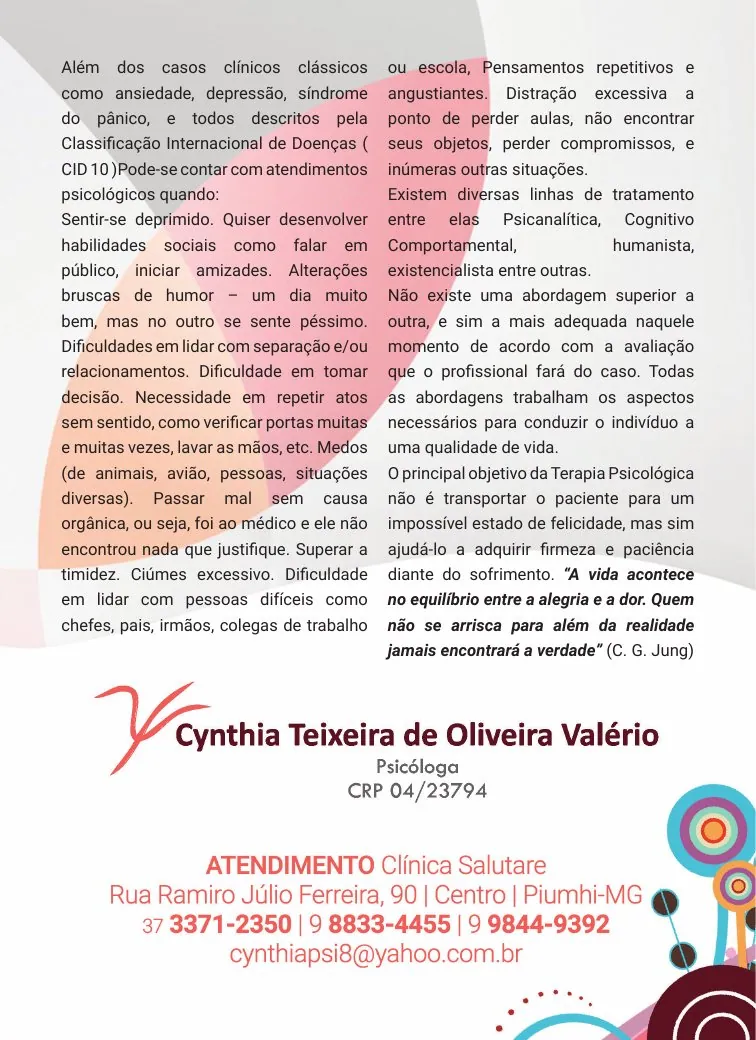 Além dos casos clínicos clássicos
como ansiedade, depressão, síndrome
do pânico, e todos descritos pela
Classificação Internacional de Doenças (
CID 10 )Pode-se contar com atendimentos
psicológicos quando:
Sentir-se deprimido. Quiser desenvolver
habilidades sociais como falar em
público, iniciar amizades. Alterações
bruscas de humor – um dia muito
bem, mas no outro se sente péssimo.
Dificuldades em lidar com separação e/ou
relacionamentos. Dificuldade em tomar
decisão. Necessidade em repetir atos
sem sentido, como verificar portas muitas
e muitas vezes, lavar as mãos, etc. Medos
(de animais, avião, pessoas, situações
diversas). Passar mal sem causa
orgânica, ou seja, foi ao médico e ele não
encontrou nada que justifique. Superar a
timidez. Ciúmes excessivo. Dificuldade
em lidar com pessoas difíceis como
chefes, pais, irmãos, colegas de trabalho
ou escola, Pensamentos repetitivos e
angustiantes. Distração excessiva a
ponto de perder aulas, não encontrar
seus objetos, perder compromissos, e
inúmeras outras situações.
Existem diversas linhas de tratamento
entre elas Psicanalítica, Cognitivo
Comportamental, humanista,
existencialista entre outras.
Não existe uma abordagem superior a
outra, e sim a mais adequada naquele
momento de acordo com a avaliação
que o profissional fará do caso. Todas
as abordagens trabalham os aspectos
necessários para conduzir o indivíduo a
uma qualidade de vida.
O principal objetivo da Terapia Psicológica
não é transportar o paciente para um
impossível estado de felicidade, mas sim
ajudá-lo a adquirir firmeza e paciência
diante do sofrimento. “A vida acontece
no equilíbrio entre a alegria e a dor. Quem
não se arrisca para além da realidade
jamais encontrará a verdade” (C. G. Jung)
Cynthia Teixeira de Oliveira Valério
Psicóloga
CRP 04/23794
ATENDIMENTO Clínica Salutare
Rua Ramiro Júlio Ferreira, 90 | Centro | Piumhi-MG
37 3371-2350 | 9 8833-4455 | 9 9844-9392
cynthiapsi8@yahoo.com.br